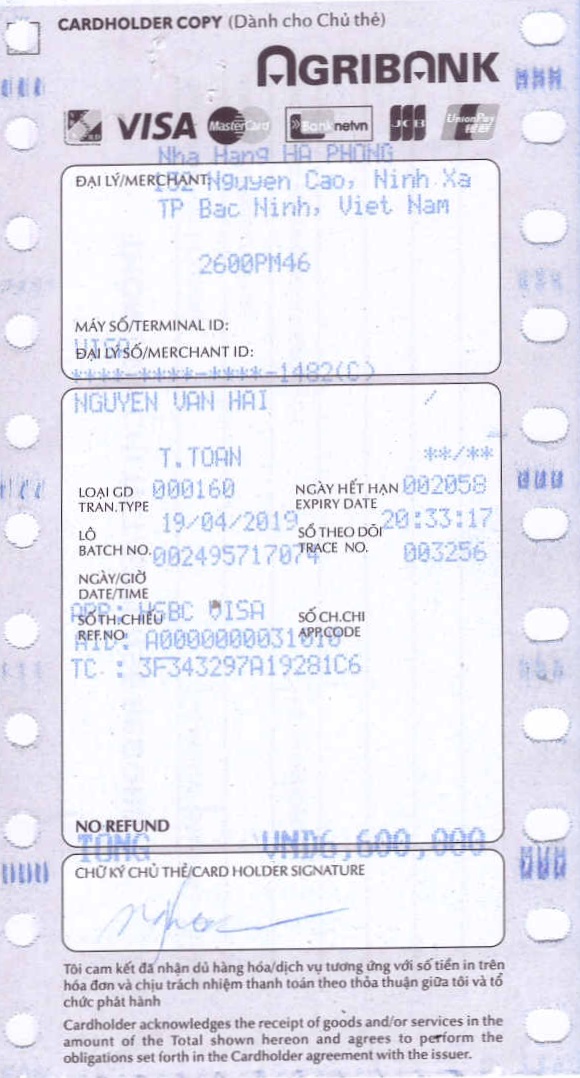 CARDHOLDER COPY (Dành cho Chủ thẻ)
AGRIBANK
VISA MasterCard Banknetvn JCB UnionPay
Nha Hang HA PHONG
ĐẠI LÝ/MERCHANT: Nguyen Cao, Ninh Xa
TP Bac Ninh, Viet Nam
2600PM46
MÁY SỐ/TERMINAL ID:
VISA
ĐẠI LÝ SỐ/MERCHANT ID:
****-****-****-1482(C)
NGUYEN VAN HAI /
T.TOAN **/**
LOẠI GD 000160 NGÀY HẾT HẠN 002058
TRAN.TYPE EXPIRY DATE
19/04/2019 20:33:17
LÔ SỐ THEO DÕI
BATCH NO. 002495717074 TRACE NO. 003256
NGÀY/GIỜ
DATE/TIME
APP: HSBC VISA
SỐ TH.CHIẾU SỐ CH.CHI
REF.NO: APP.CODE
AID: A0000000031010
TC : 3F343297A19281C6
NO REFUND
TONG VND6,600,000
CHỮ KÝ CHỦ THẺ/CARD HOLDER SIGNATURE
Tôi cam kết đã nhận đủ hàng hóa/dịch vụ tương ứng với số tiền in trên
hóa đơn và chịu trách nhiệm thanh toán theo thỏa thuận giữa tôi và tổ
chức phát hành
Cardholder acknowledges the receipt of goods and/or services in the
amount of the Total shown hereon and agrees to perform the
obligations set forth in the Cardholder agreement with the issuer.